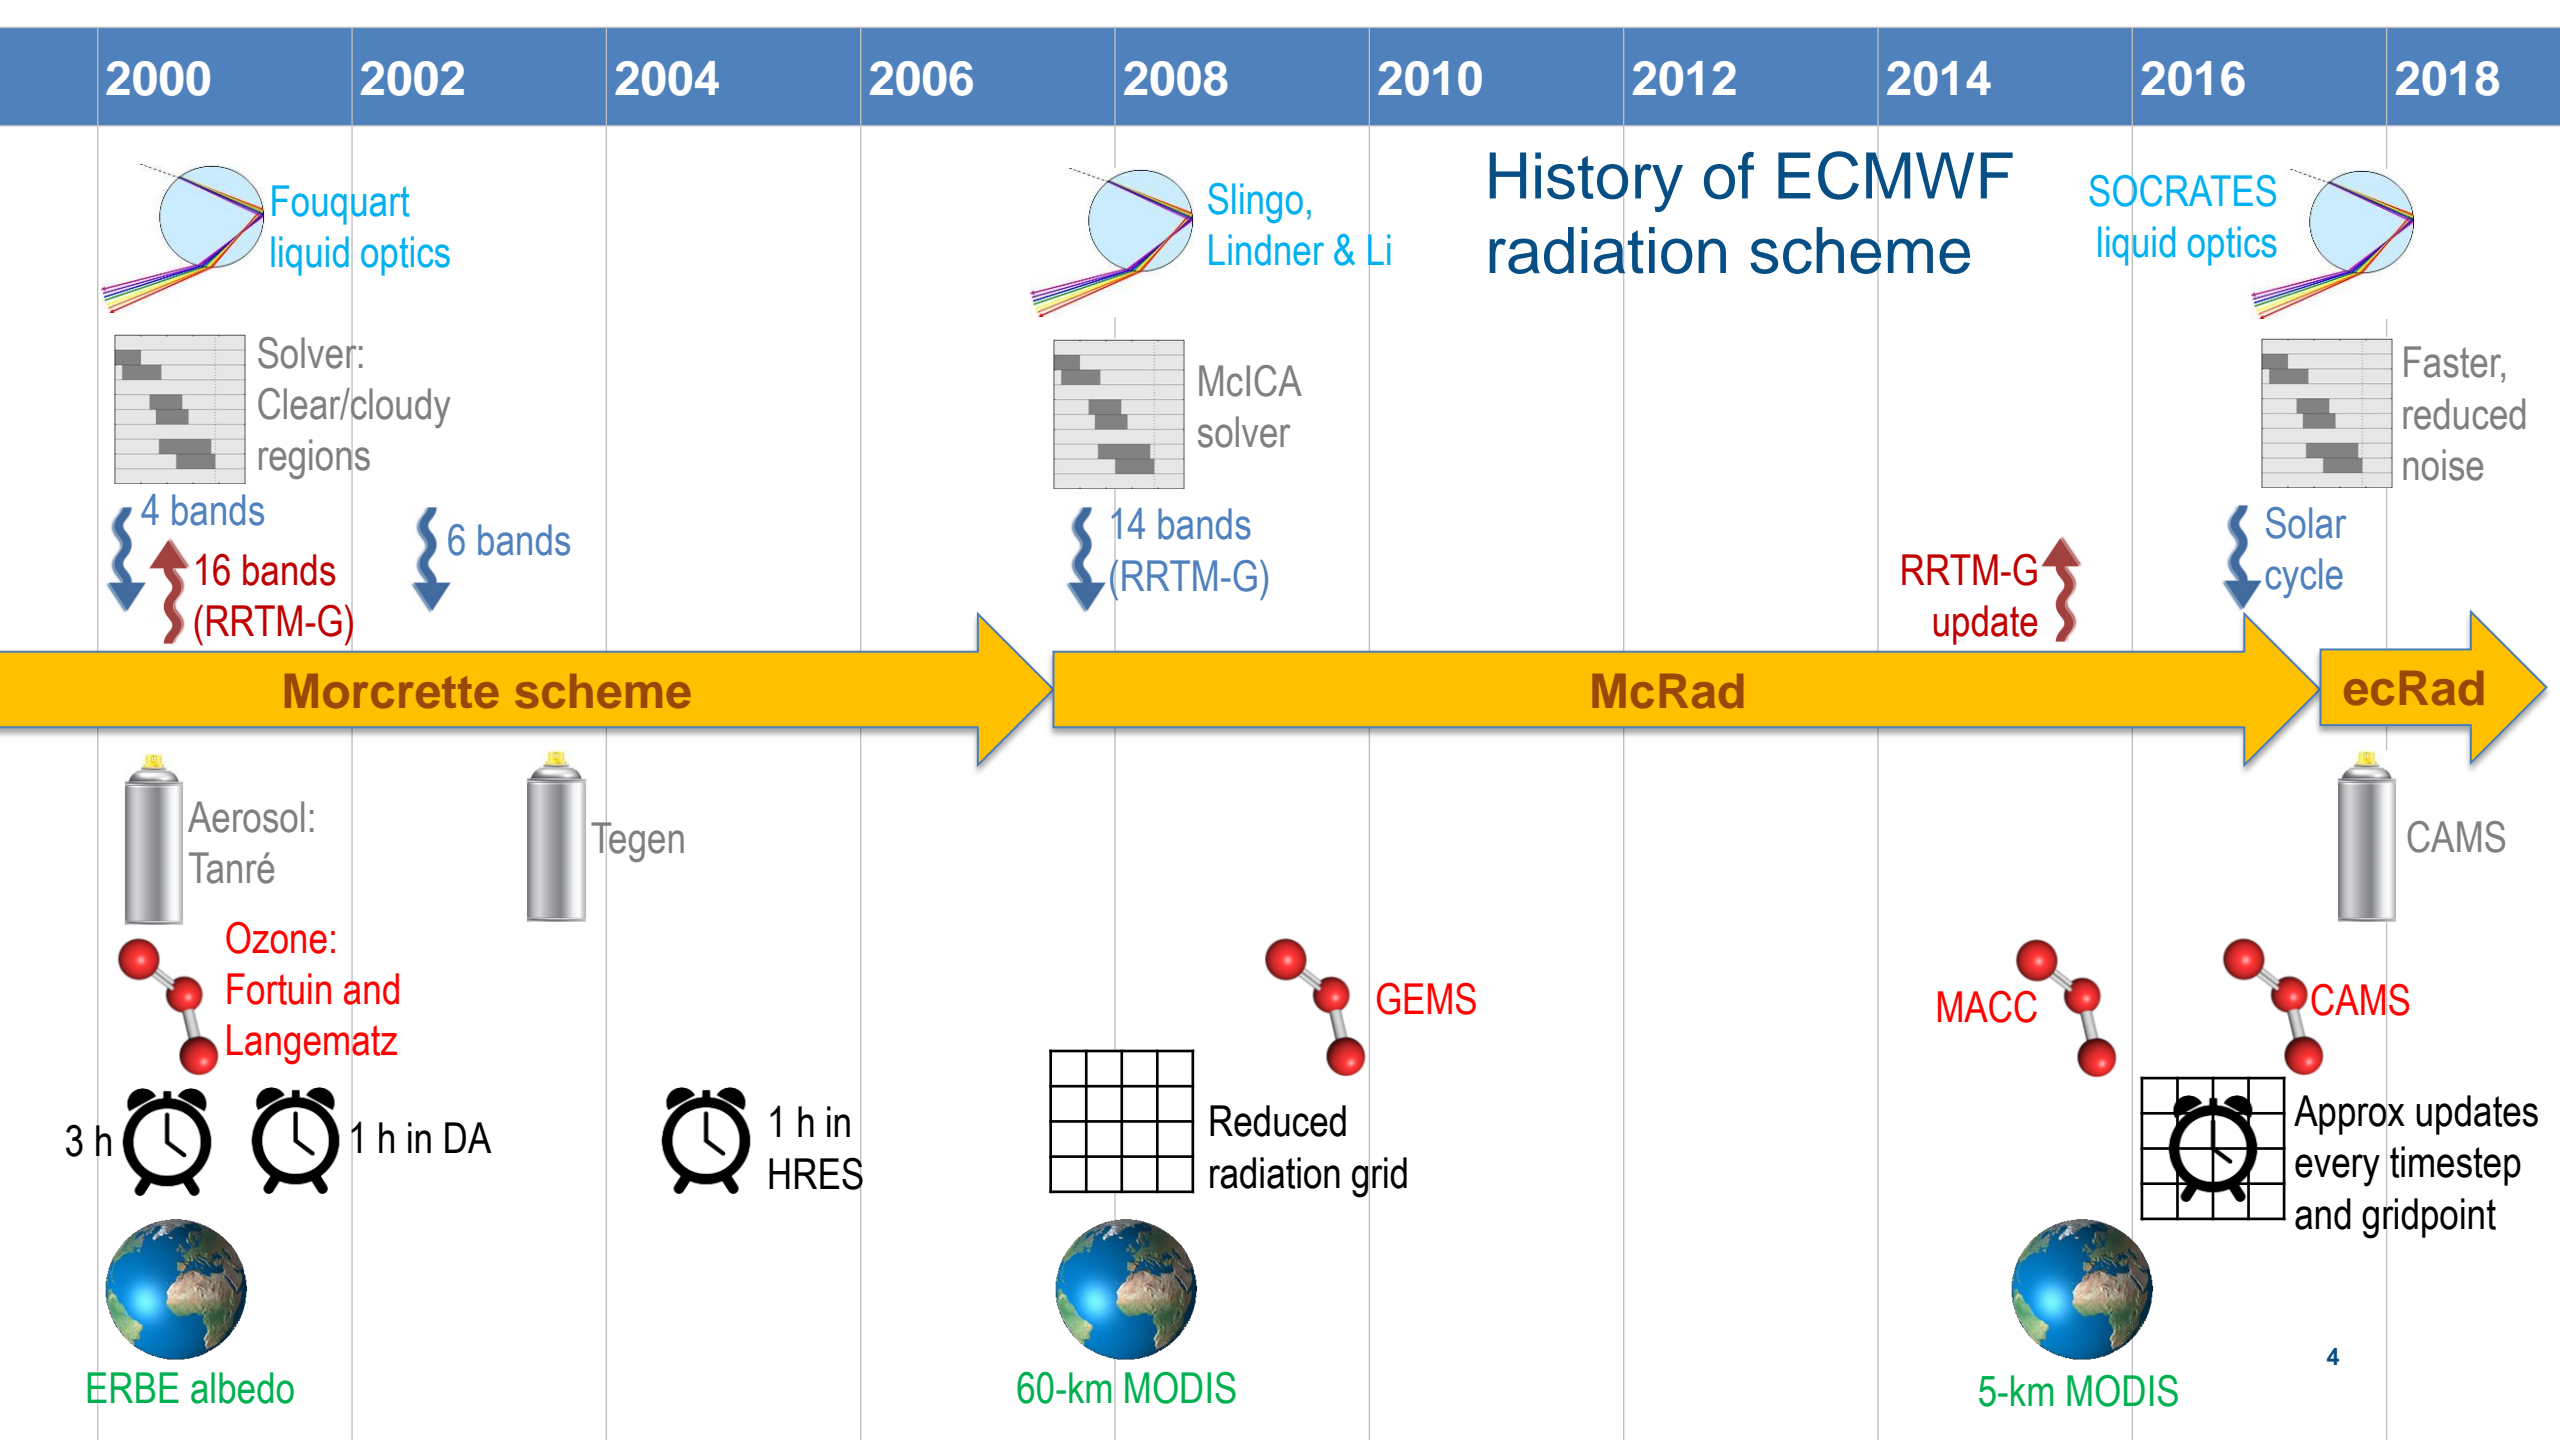 2000 2002 2004 2006 2008 2010 2012 2014 2016 2018
History of ECMWF
radiation scheme
Fouquart
liquid optics
Slingo,
Lindner & Li
SOCRATES
liquid optics
Solver:
Clear/cloudy
regions
McICA
solver
Faster,
reduced
noise
4 bands
16 bands
(RRTM-G)
6 bands
14 bands
(RRTM-G)
RRTM-G
update
Solar
cycle
Morcrette scheme
McRad
ecRad
Aerosol:
Tanré
Tegen
CAMS
Ozone:
Fortuin and
Langematz
GEMS
MACC
CAMS
3 h
1 h in DA
1 h in
HRES
Reduced
radiation grid
Approx updates
every timestep
and gridpoint
ERBE albedo
60-km MODIS
5-km MODIS
4